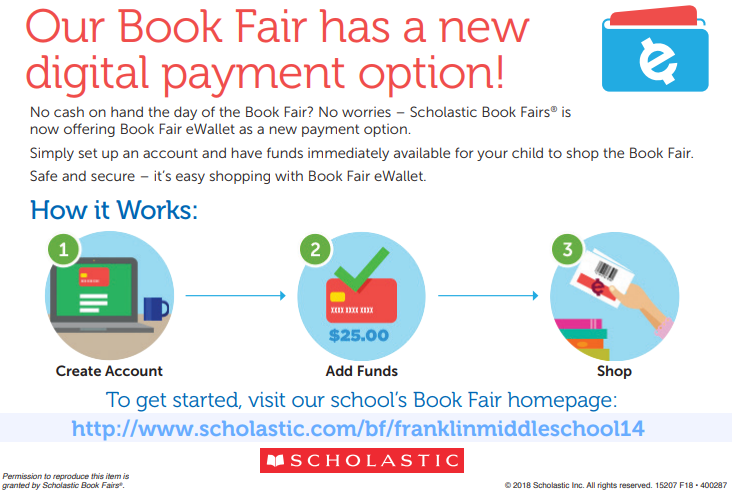 Our Book Fair has a new
digital payment option!
No cash on hand the day of the Book Fair? No worries – Scholastic Book Fairs® is
now offering Book Fair eWallet as a new payment option.
Simply set up an account and have funds immediately available for your child to shop the Book Fair.
Safe and secure – it's easy shopping with Book Fair eWallet.
How it Works:
1
2
3
XXXX XXXX XXXX
$25.00
Create Account
Add Funds
Shop
To get started, visit our school's Book Fair homepage:
http://www.scholastic.com/bf/franklinmiddleschool14
SCHOLASTIC
Permission to reproduce this item is
granted by Scholastic Book Fairs®.
© 2018 Scholastic Inc. All rights reserved. 15207 F18 • 400287